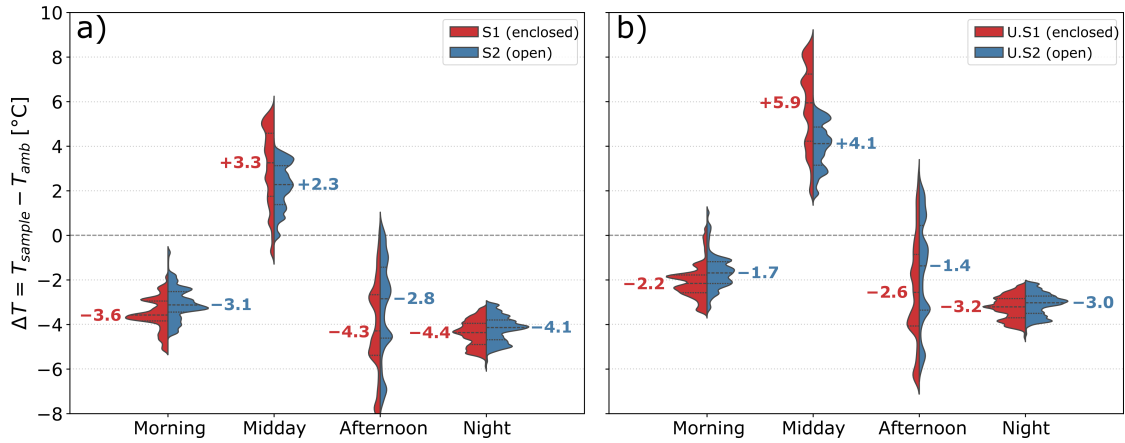 a)
S1 (enclosed)
S2 (open)
b)
U.S1 (enclosed)
U.S2 (open)
ΔT = T_sample − T_amb [°C]
10
8
6
4
2
0
−2
−4
−6
−8
−3.6
−3.1
+3.3
+2.3
−4.3
−2.8
−4.4
−4.1
−2.2
−1.7
+5.9
+4.1
−2.6
−1.4
−3.2
−3.0
Morning Midday Afternoon Night
Morning Midday Afternoon Night